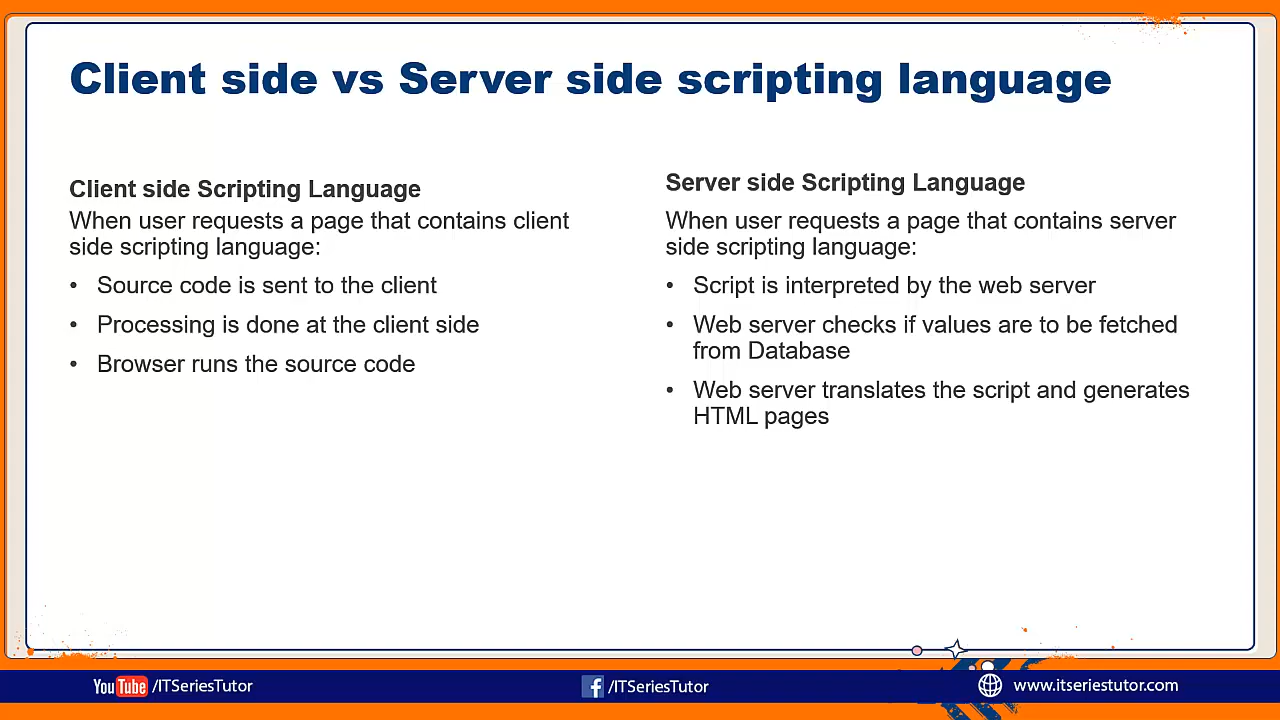 Client side vs Server side scripting language
Client side Scripting Language
When user requests a page that contains client
side scripting language:
• Source code is sent to the client
• Processing is done at the client side
• Browser runs the source code
Server side Scripting Language
When user requests a page that contains server
side scripting language:
• Script is interpreted by the web server
• Web server checks if values are to be fetched
from Database
• Web server translates the script and generates
HTML pages
YouTube /ITSeriesTutor
f /ITSeriesTutor
www.itseriestutor.com